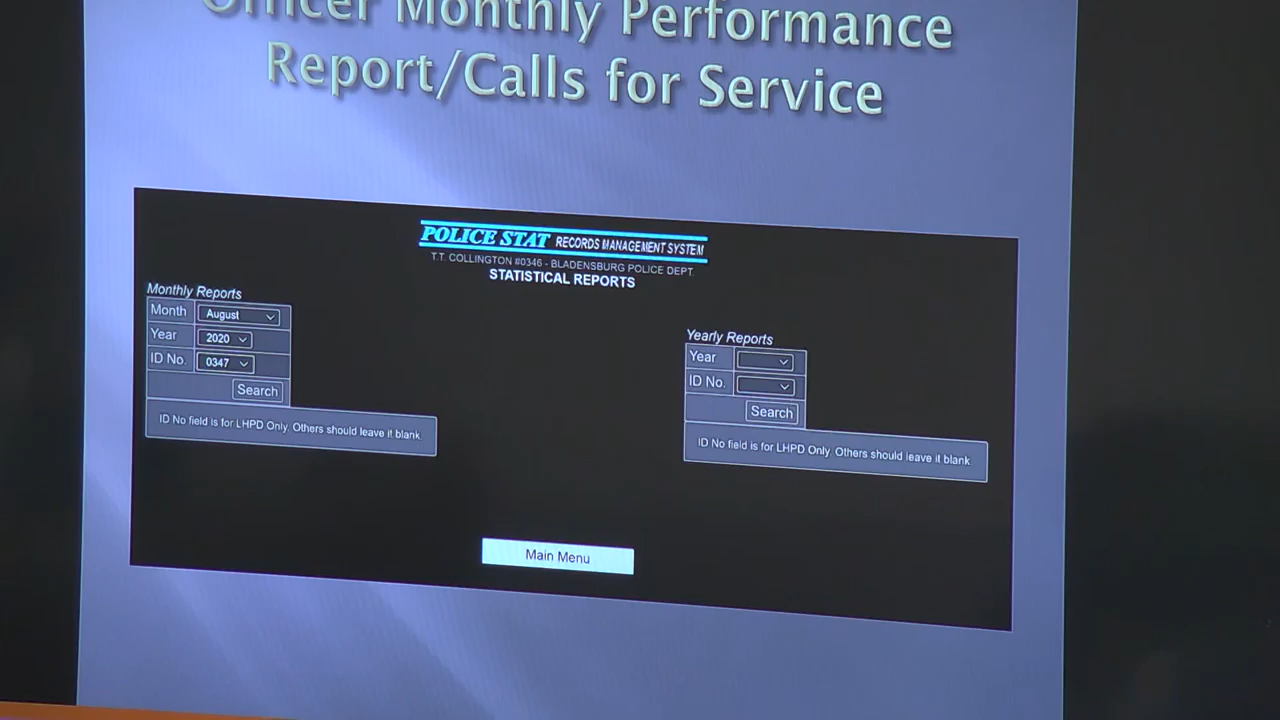 Officer Monthly Performance
Report/Calls for Service
POLICE STAT RECORDS MANAGEMENT SYSTEM
T.T. COLLINGTON #0346 - BLADENSBURG POLICE DEPT.
STATISTICAL REPORTS
Monthly Reports
Month August
Year 2020
ID No. 0347
Search
ID No field is for LHPD Only. Others should leave it blank.
Yearly Reports
Year
ID No.
Search
ID No field is for LHPD Only. Others should leave it blank.
Main Menu